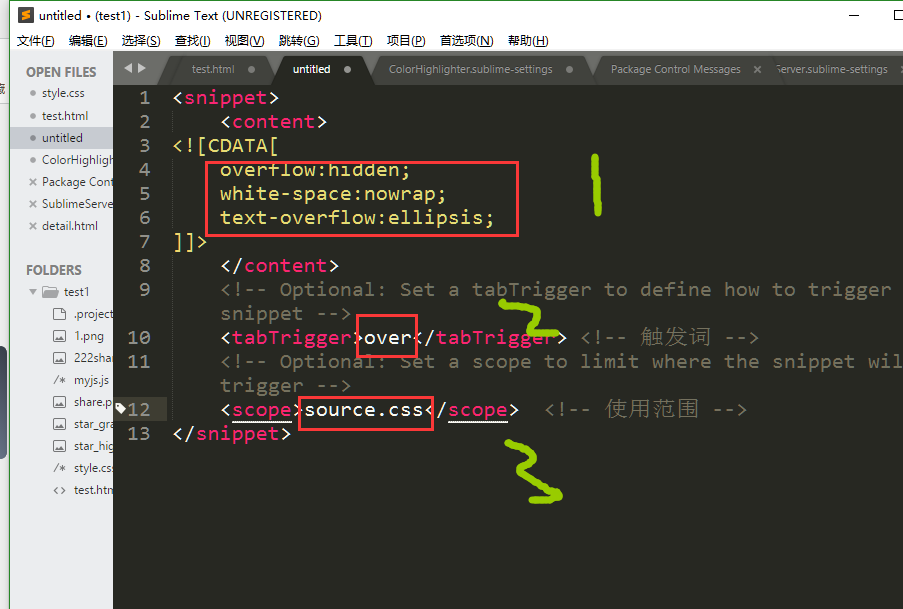 untitled • (test1) - Sublime Text (UNREGISTERED)
文件(F) 编辑(E) 选择(S) 查找(I) 视图(V) 跳转(G) 工具(T) 项目(P) 首选项(N) 帮助(H)
OPEN FILES
style.css
test.html
untitled
ColorHighligh
Package Cont
SublimeServe
detail.html
FOLDERS
test1
.project
1.png
222shar
myjs.js
share.p
star_gra
star_hig
style.css
test.htm
test.html untitled ColorHighlighter.sublime-settings Package Control Messages Server.sublime-settings
1 <snippet>
2 <content>
3 <![CDATA[
4 overflow:hidden;
5 white-space:nowrap;
6 text-overflow:ellipsis;
7 ]]>
8 </content>
9 <!-- Optional: Set a tabTrigger to define how to trigger
snippet -->
10 <tabTrigger>over</tabTrigger> <!-- 触发词 -->
11 <!-- Optional: Set a scope to limit where the snippet wil
trigger -->
12 <scope>source.css</scope> <!-- 使用范围 -->
13 </snippet>
1
2
3